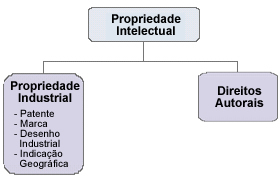 Propriedade
Intelectual
Propriedade
Industrial
- Patente
- Marca
- Desenho
Industrial
- Indicação
Geográfica
Direitos
Autorais